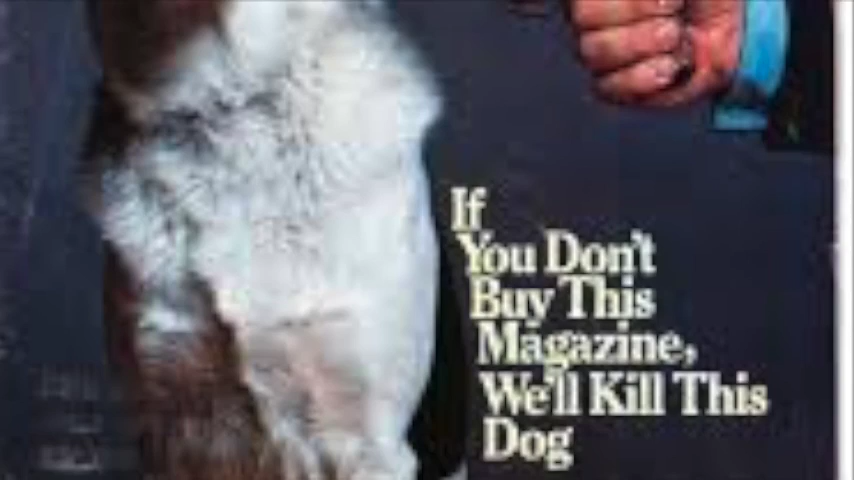 If
You Don't
Buy This
Magazine,
We'll Kill This
Dog